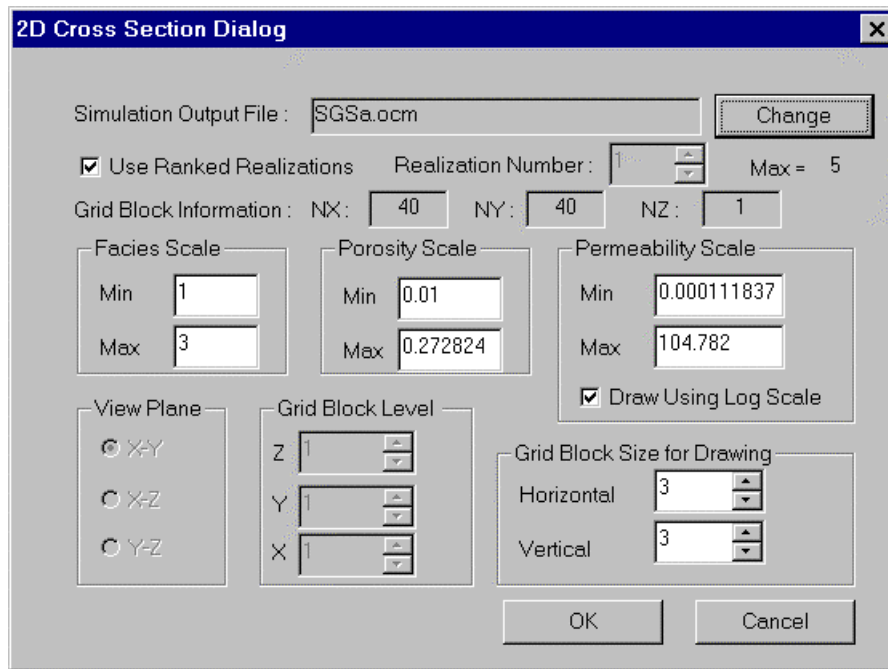 2D Cross Section Dialog
Simulation Output File : SGSa.ocm Change
Use Ranked Realizations Realization Number : 1 Max = 5
Grid Block Information : NX : 40 NY : 40 NZ : 1
Facies Scale Porosity Scale Permeability Scale
Min 1 Min 0.01 Min 0.000111837
Max 3 Max 0.272824 Max 104.782
Draw Using Log Scale
View Plane Grid Block Level
X-Y Z 1
Grid Block Size for Drawing
X-Z Y 1 Horizontal 3
Y-Z X 1 Vertical 3
OK Cancel